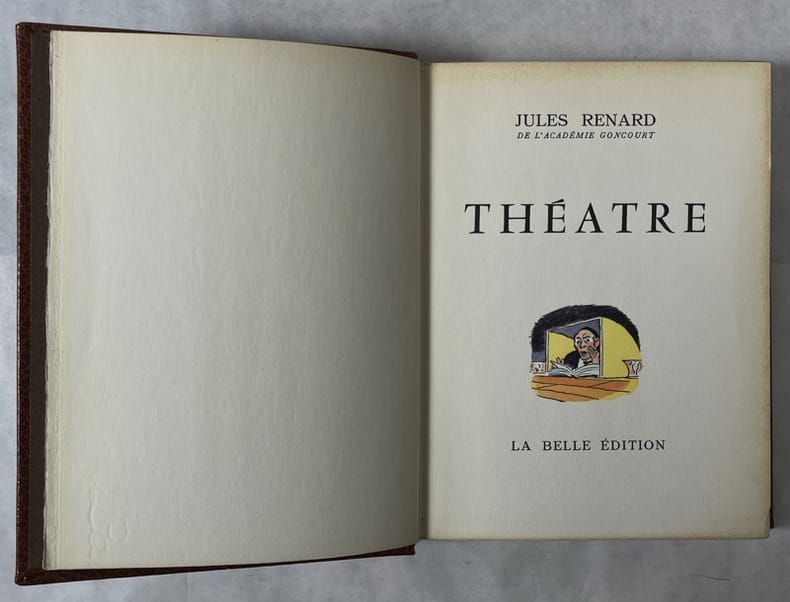 JULES RENARD
DE L'ACADÉMIE GONCOURT
THÉATRE
LA BELLE ÉDITION